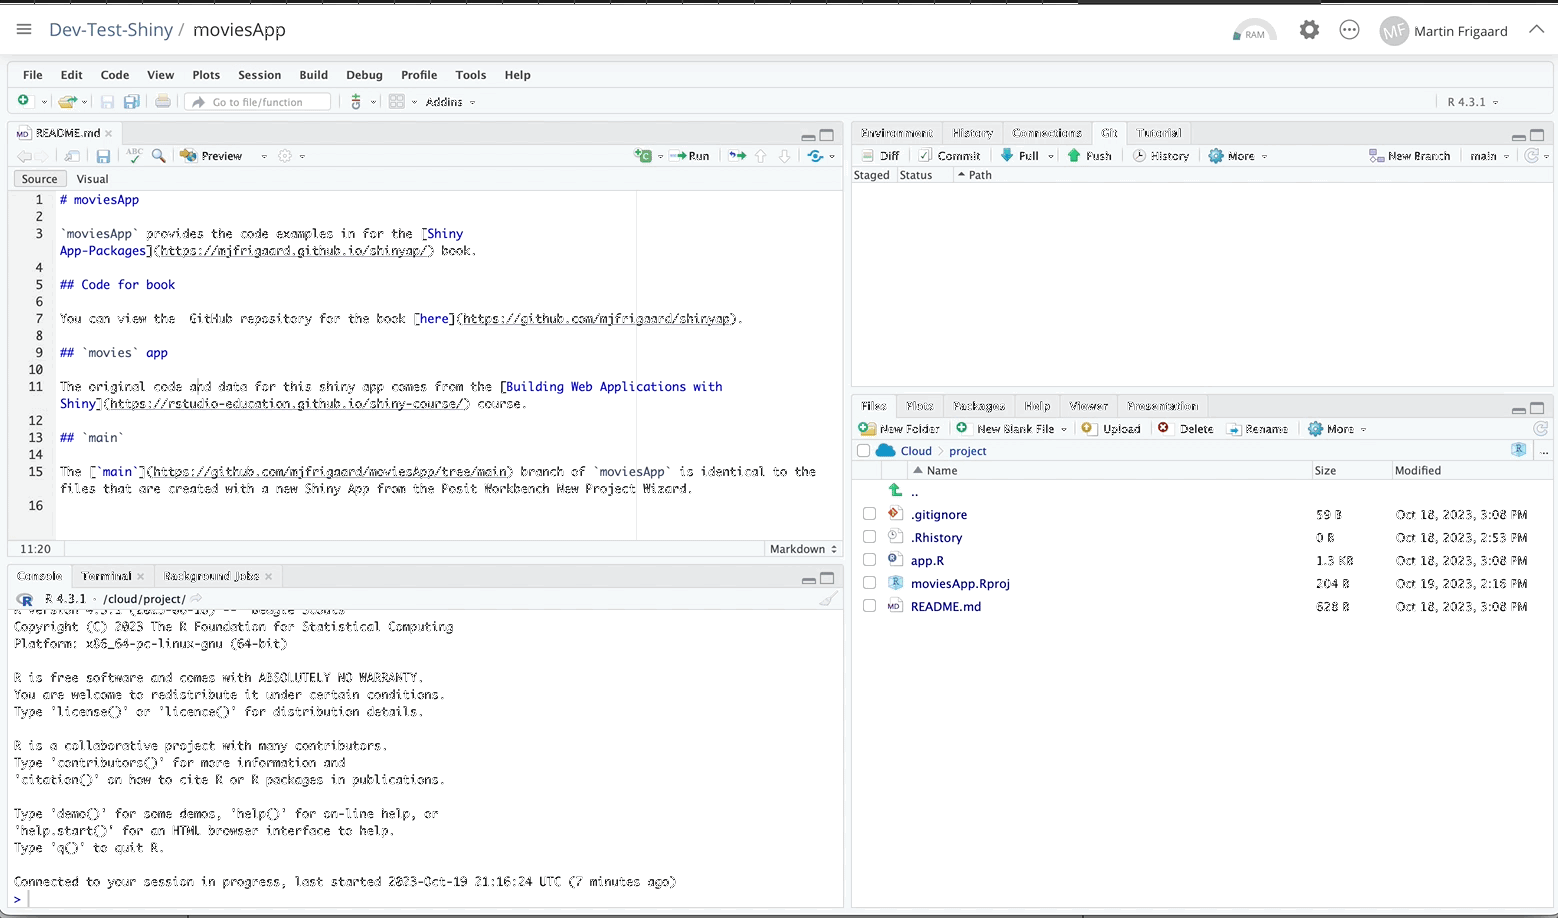 Dev-Test-Shiny / moviesApp
RAM
MF Martin Frigaard
File Edit Code View Plots Session Build Debug Profile Tools Help
Go to file/function
Addins
R 4.3.1
README.md
ABC
Preview
Run
Source Visual
1 # moviesApp
2
3 `moviesApp` provides the code examples in for the [Shiny
App-Packages](https://mjfrigaard.github.io/shinyap/) book.
4
5 ## Code for book
6
7 You can view the  GitHub repository for the book [here](https://github.com/mjfrigaard/shinyap).
8
9 ## `movies` app
10
11 The original code and data for this shiny app comes from the [Building Web Applications with
Shiny](https://rstudio-education.github.io/shiny-course/) course.
12
13 ## `main`
14
15 The [`main`](https://github.com/mjfrigaard/moviesApp/tree/main) branch of `moviesApp` is identical to the
files that are created with a new Shiny App from the Posit Workbench New Project Wizard.
16
11:20
Markdown
Console Terminal Background Jobs
R 4.3.1 · /cloud/project/
Copyright (C) 2023 The R Foundation for Statistical Computing
Platform: x86_64-pc-linux-gnu (64-bit)
R is free software and comes with ABSOLUTELY NO WARRANTY.
You are welcome to redistribute it under certain conditions.
Type 'license()' or 'licence()' for distribution details.
R is a collaborative project with many contributors.
Type 'contributors()' for more information and
'citation()' on how to cite R or R packages in publications.
Type 'demo()' for some demos, 'help()' for on-line help, or
'help.start()' for an HTML browser interface to help.
Type 'q()' to quit R.
Connected to your session in progress, last started 2023-Oct-19 21:16:24 UTC (7 minutes ago)
>
Environment History Connections Git Tutorial
Diff Commit Pull Push History More New Branch main
Staged Status Path
Files Plots Packages Help Viewer Presentation
New Folder New Blank File Upload Delete Rename More
Cloud project ...
Name Size Modified
..
.gitignore 59 B Oct 18, 2023, 3:08 PM
.Rhistory 0 B Oct 18, 2023, 2:53 PM
app.R 1.3 KB Oct 18, 2023, 3:08 PM
moviesApp.Rproj 204 B Oct 19, 2023, 2:16 PM
README.md 628 B Oct 18, 2023, 3:08 PM